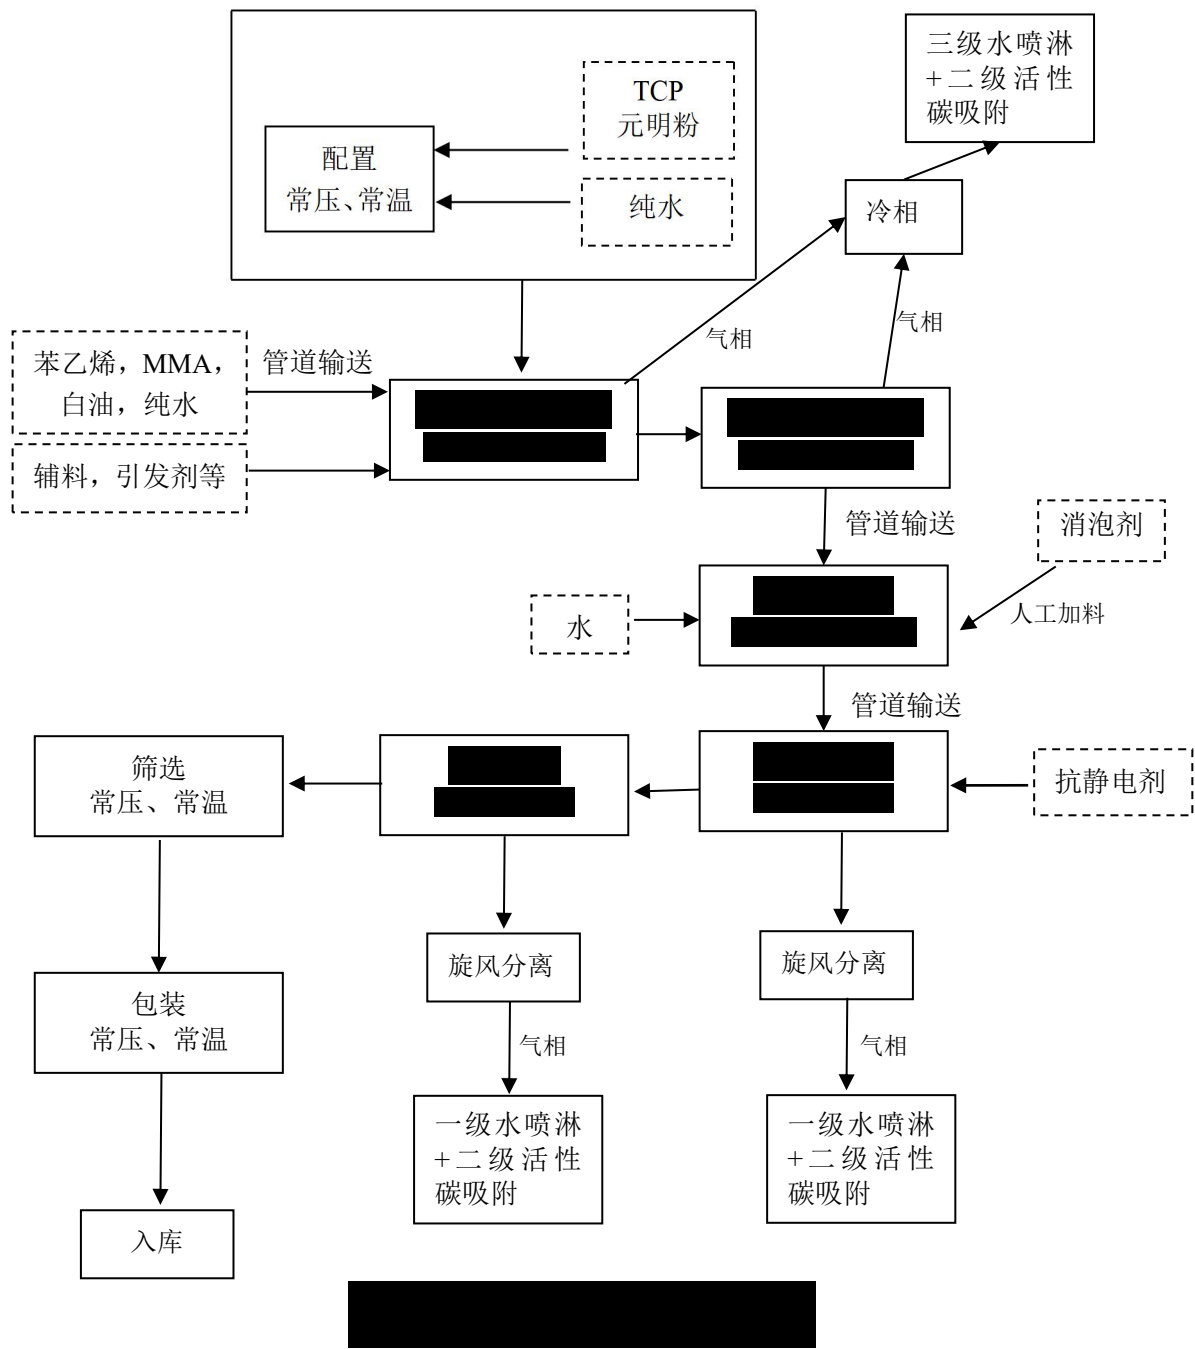 三级水喷淋
+二级活性
碳吸附
TCP
元明粉
配置
常压、常温
纯水
冷相
气相
气相
苯乙烯，MMA，
白油，纯水
管道输送
辅料，引发剂等
管道输送
消泡剂
水
人工加料
管道输送
筛选
常压、常温
抗静电剂
旋风分离
旋风分离
包装
常压、常温
气相
气相
一级水喷淋
+二级活性
碳吸附
一级水喷淋
+二级活性
碳吸附
入库